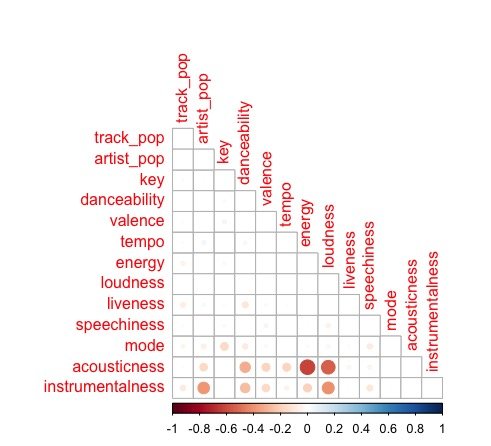 track_pop
artist_pop
key
danceability
valence
tempo
energy
loudness
liveness
speechiness
mode
acousticness
instrumentalness
track_pop
artist_pop
key
danceability
valence
tempo
energy
loudness
liveness
speechiness
mode
acousticness
instrumentalness
-1 -0.8 -0.6 -0.4 -0.2 0 0.2 0.4 0.6 0.8 1